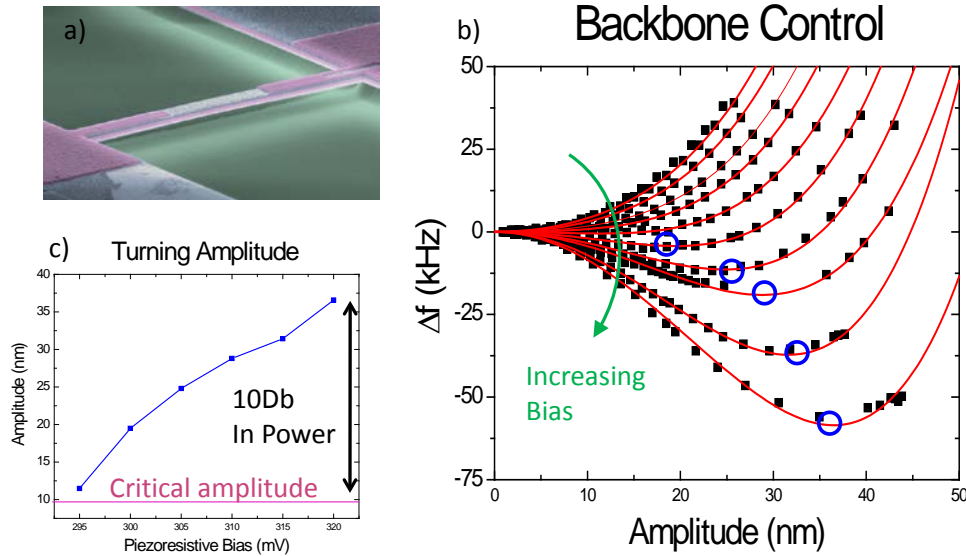 a)
b)
Backbone Control
50
25
0
-25
-50
-75
Δf (kHz)
Increasing
Bias
0
10
20
30
40
50
Amplitude (nm)
c)
Turning Amplitude
40
35
30
25
20
15
10
Amplitude (nm)
10Db
In Power
Critical amplitude
295
300
305
310
315
320
Piezoresistive Bias (mV)